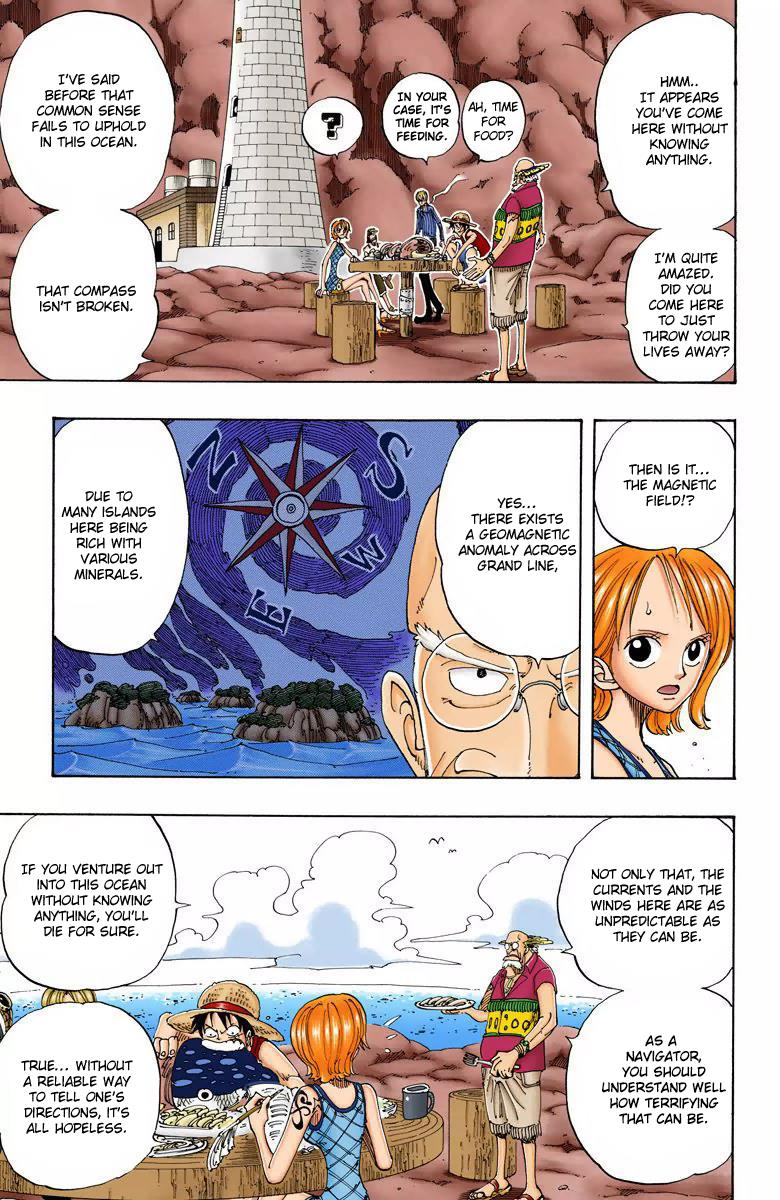 HMM..
IT APPEARS
YOU'VE COME
HERE WITHOUT
KNOWING
ANYTHING.
I'M QUITE
AMAZED.
DID YOU
COME HERE
TO JUST
THROW YOUR
LIVES AWAY?
AH, TIME
FOR
FOOD?
IN YOUR
CASE, IT'S
TIME FOR
FEEDING.
?
I'VE SAID
BEFORE THAT
COMMON SENSE
FAILS TO UPHOLD
IN THIS OCEAN.
THAT COMPASS
ISN'T BROKEN.
THEN IS IT...
THE MAGNETIC
FIELD!?
YES...
THERE EXISTS
A GEOMAGNETIC
ANOMALY ACROSS
GRAND LINE,
N
S
W
E
DUE TO
MANY ISLANDS
HERE BEING
RICH WITH
VARIOUS
MINERALS.
NOT ONLY THAT, THE
CURRENTS AND THE
WINDS HERE ARE AS
UNPREDICTABLE AS
THEY CAN BE.
AS A
NAVIGATOR,
YOU SHOULD
UNDERSTAND WELL
HOW TERRIFYING
THAT CAN BE.
IF YOU VENTURE OUT
INTO THIS OCEAN
WITHOUT KNOWING
ANYTHING, YOU'LL
DIE FOR SURE.
TRUE... WITHOUT
A RELIABLE WAY
TO TELL ONE'S
DIRECTIONS, IT'S
ALL HOPELESS.